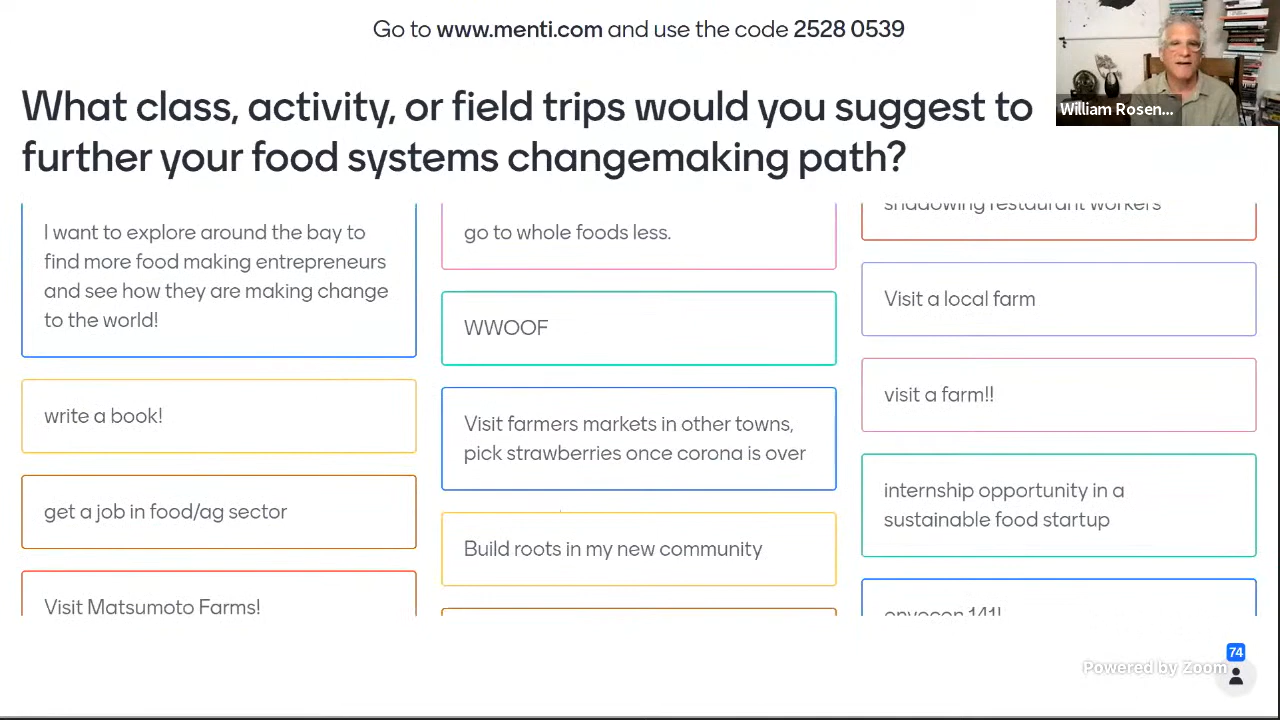 Go to www.menti.com and use the code 2528 0539
William Rosen...
What class, activity, or field trips would you suggest to
further your food systems changemaking path?
I want to explore around the bay to
find more food making entrepreneurs
and see how they are making change
to the world!
write a book!
get a job in food/ag sector
Visit Matsumoto Farms!
go to whole foods less.
WWOOF
Visit farmers markets in other towns,
pick strawberries once corona is over
Build roots in my new community
shadowing restaurant workers
Visit a local farm
visit a farm!!
internship opportunity in a
sustainable food startup
envecon 141!
74
Powered by Zoom